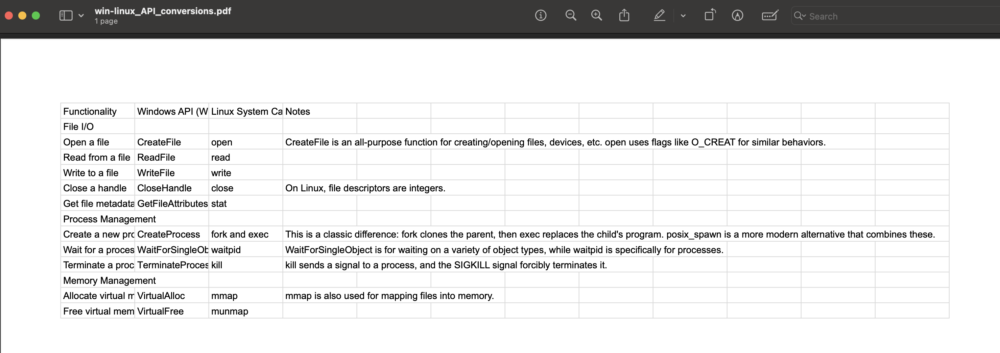 win-linux_API_conversions.pdf
1 page
Search
Functionality Windows API (W Linux System Ca Notes
File I/O
Open a file CreateFile open CreateFile is an all-purpose function for creating/opening files, devices, etc. open uses flags like O_CREAT for similar behaviors.
Read from a file ReadFile read
Write to a file WriteFile write
Close a handle CloseHandle close On Linux, file descriptors are integers.
Get file metadata GetFileAttributes stat
Process Management
Create a new pro CreateProcess fork and exec This is a classic difference: fork clones the parent, then exec replaces the child's program. posix_spawn is a more modern alternative that combines these.
Wait for a proces WaitForSingleOb waitpid WaitForSingleObject is for waiting on a variety of object types, while waitpid is specifically for processes.
Terminate a proc TerminateProces kill kill sends a signal to a process, and the SIGKILL signal forcibly terminates it.
Memory Management
Allocate virtual m VirtualAlloc mmap mmap is also used for mapping files into memory.
Free virtual mem VirtualFree munmap